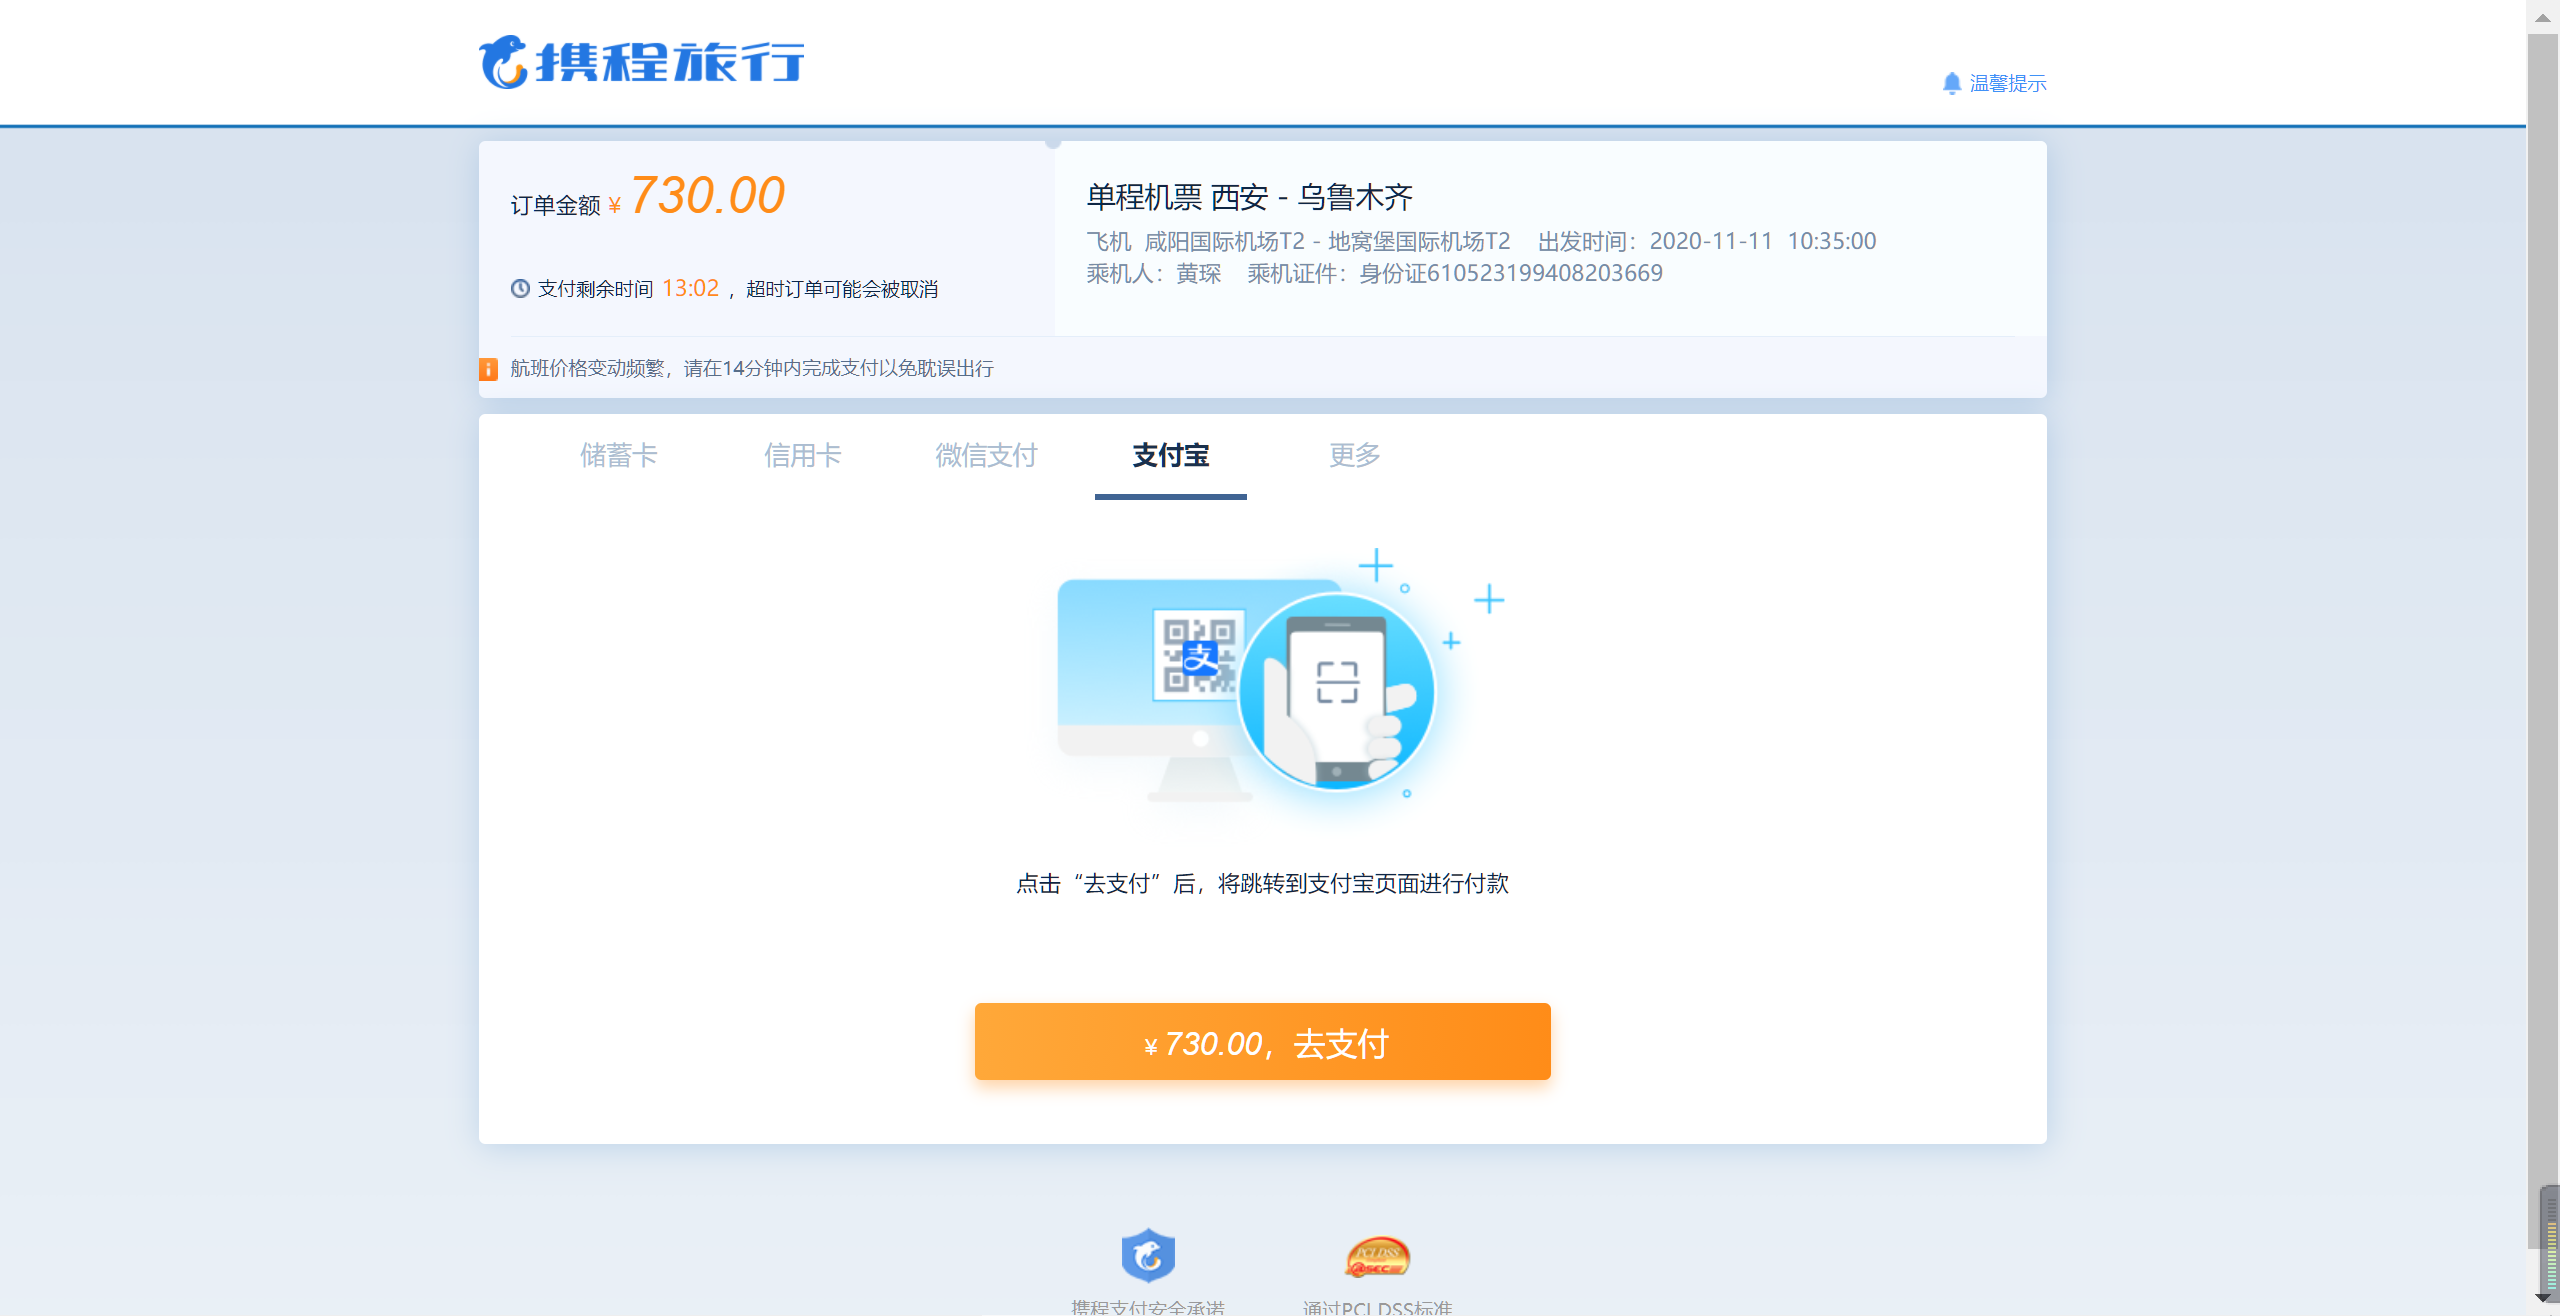 携程旅行
温馨提示
订单金额 ¥ 730.00
支付剩余时间 13:02 ，超时订单可能会被取消
单程机票 西安 - 乌鲁木齐
飞机 咸阳国际机场T2 - 地窝堡国际机场T2 出发时间：2020-11-11 10:35:00
乘机人：黄琛 乘机证件：身份证610523199408203669
航班价格变动频繁，请在14分钟内完成支付以免耽误出行
储蓄卡 信用卡 微信支付 支付宝 更多
支
点击“去支付”后，将跳转到支付宝页面进行付款
¥ 730.00，去支付
PCI.DSS
携程支付安全承诺 通过PCI.DSS标准